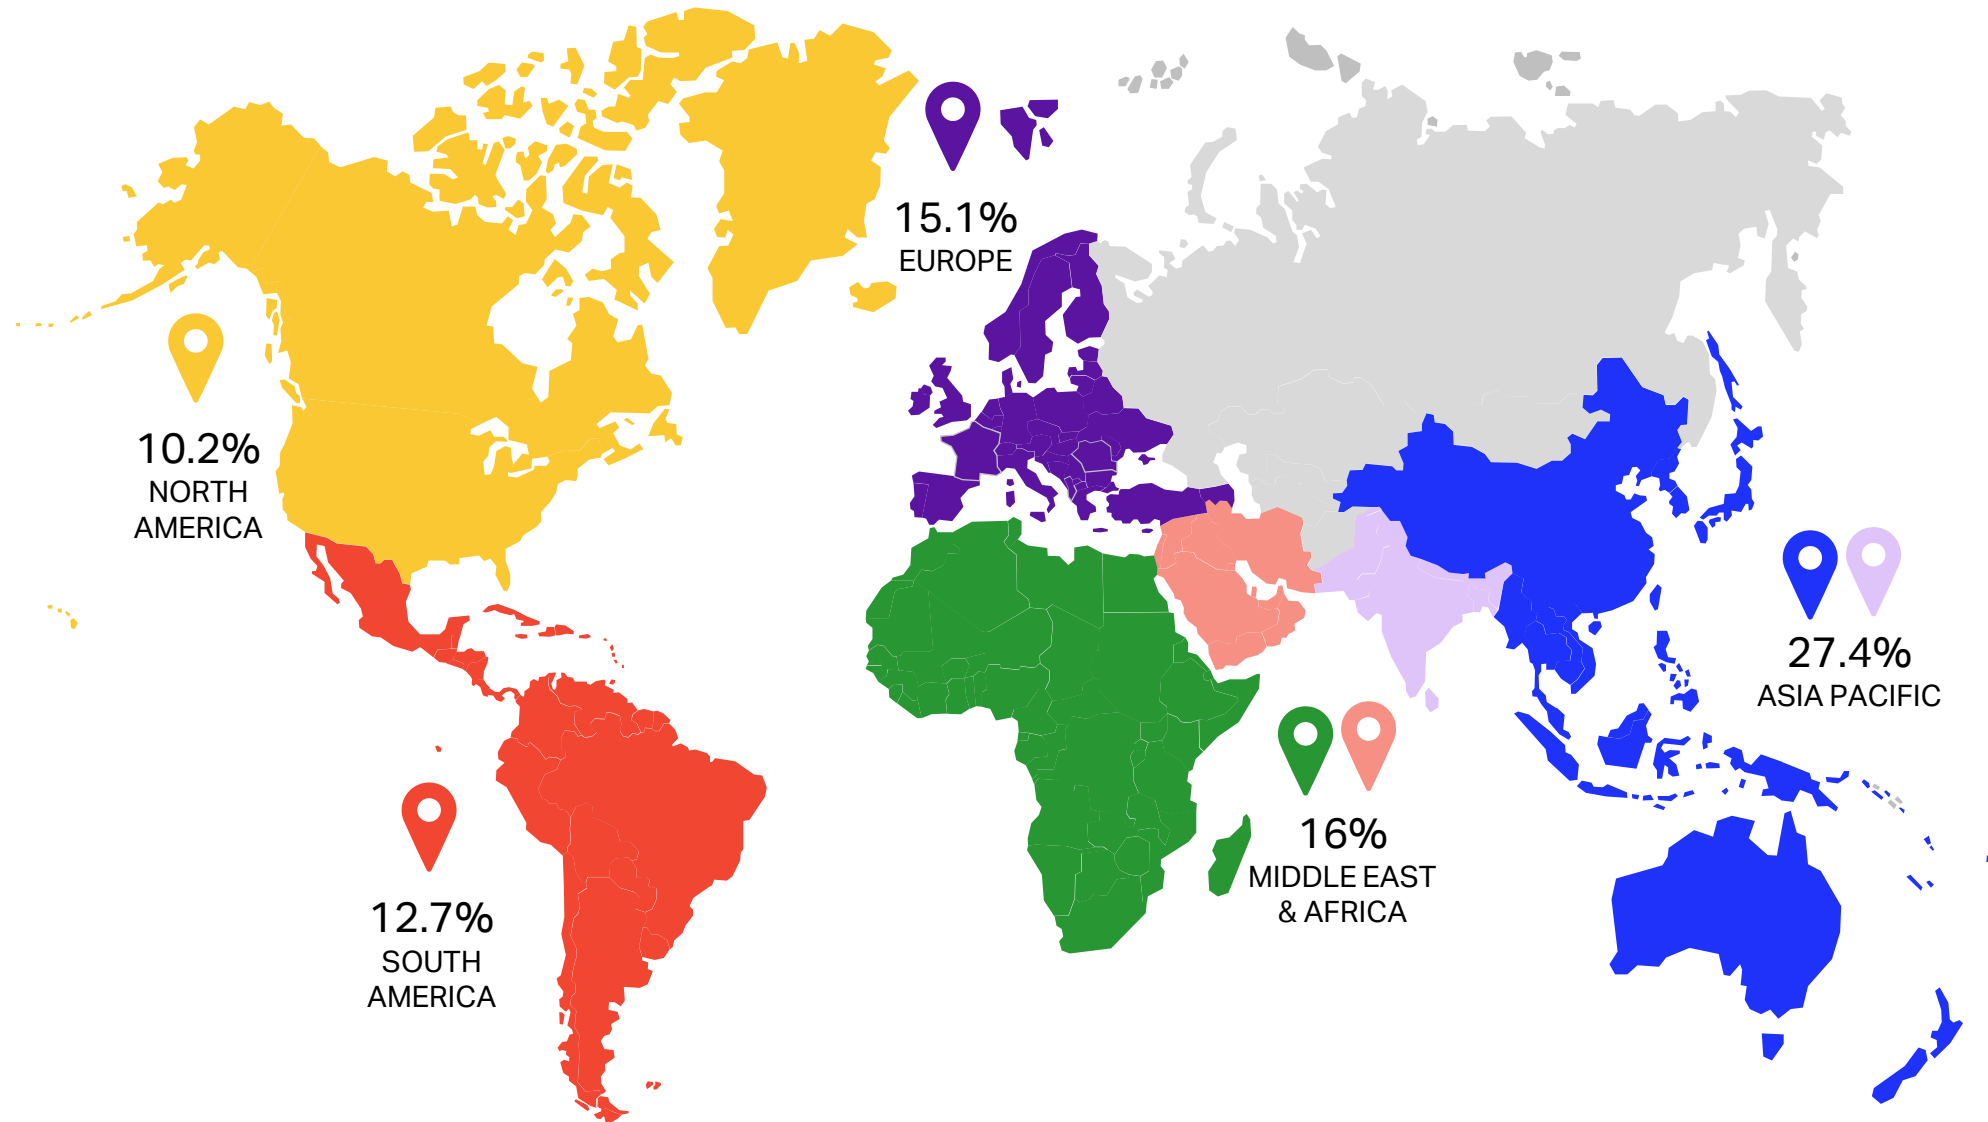 15.1%
EUROPE
10.2%
NORTH
AMERICA
27.4%
ASIA PACIFIC
16%
MIDDLE EAST
& AFRICA
12.7%
SOUTH
AMERICA